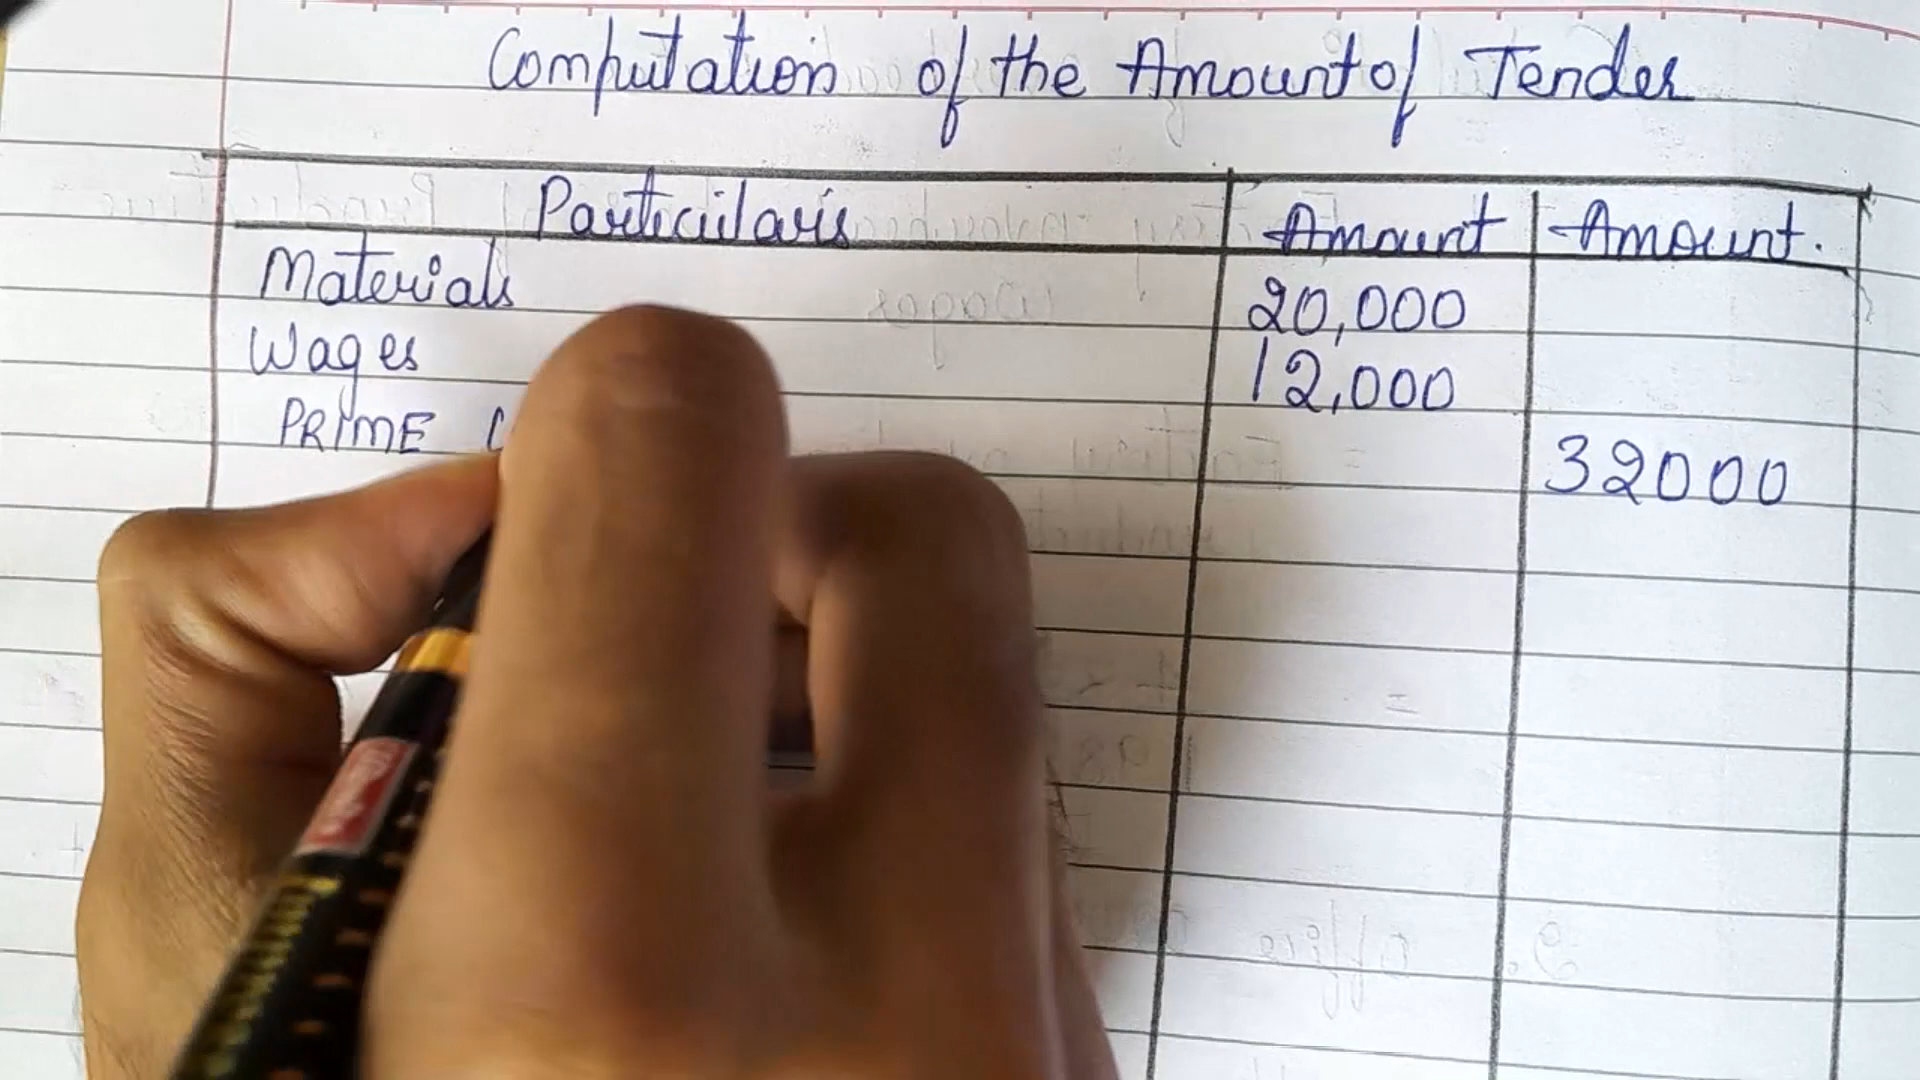 Computation of the Amount of Tender
Particulars Amount Amount.
Materials 20,000
Wages 12,000
PRIME C 32000